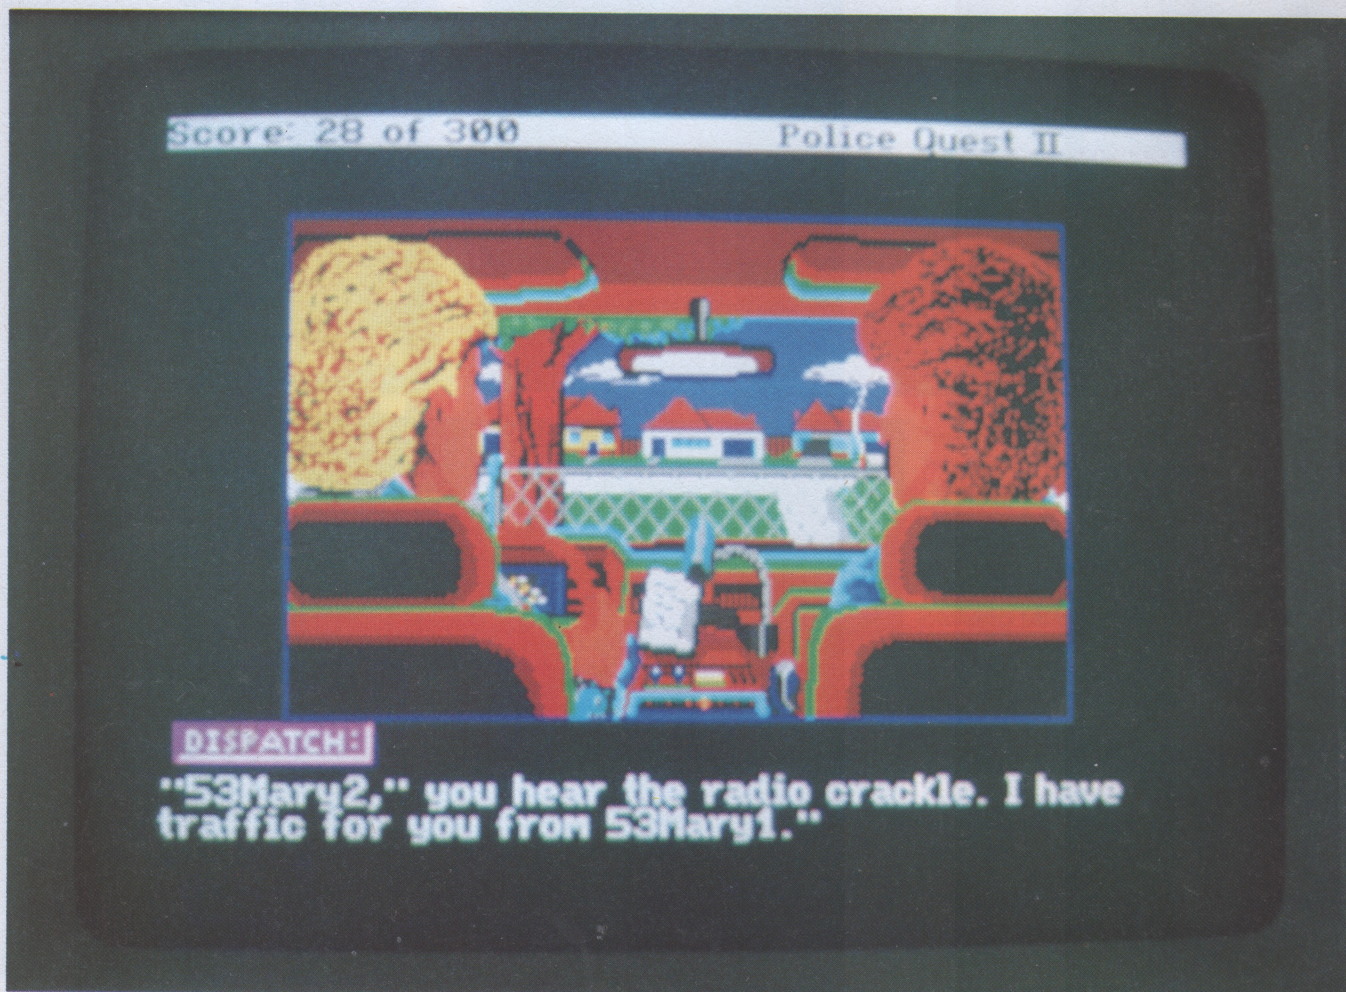 Score: 28 of 300
Police Quest II
DISPATCH:
"53Mary2," you hear the radio crackle. I have
traffic for you from 53Mary1."